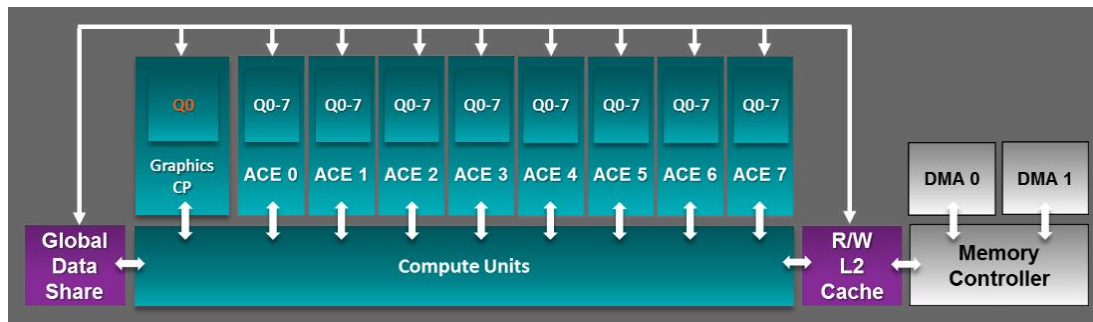 Q0
Q0-7
Q0-7
Q0-7
Q0-7
Q0-7
Q0-7
Q0-7
Q0-7
Graphics
CP
ACE 0
ACE 1
ACE 2
ACE 3
ACE 4
ACE 5
ACE 6
ACE 7
DMA 0
DMA 1
Global
Data
Share
Compute Units
R/W
L2
Cache
Memory
Controller